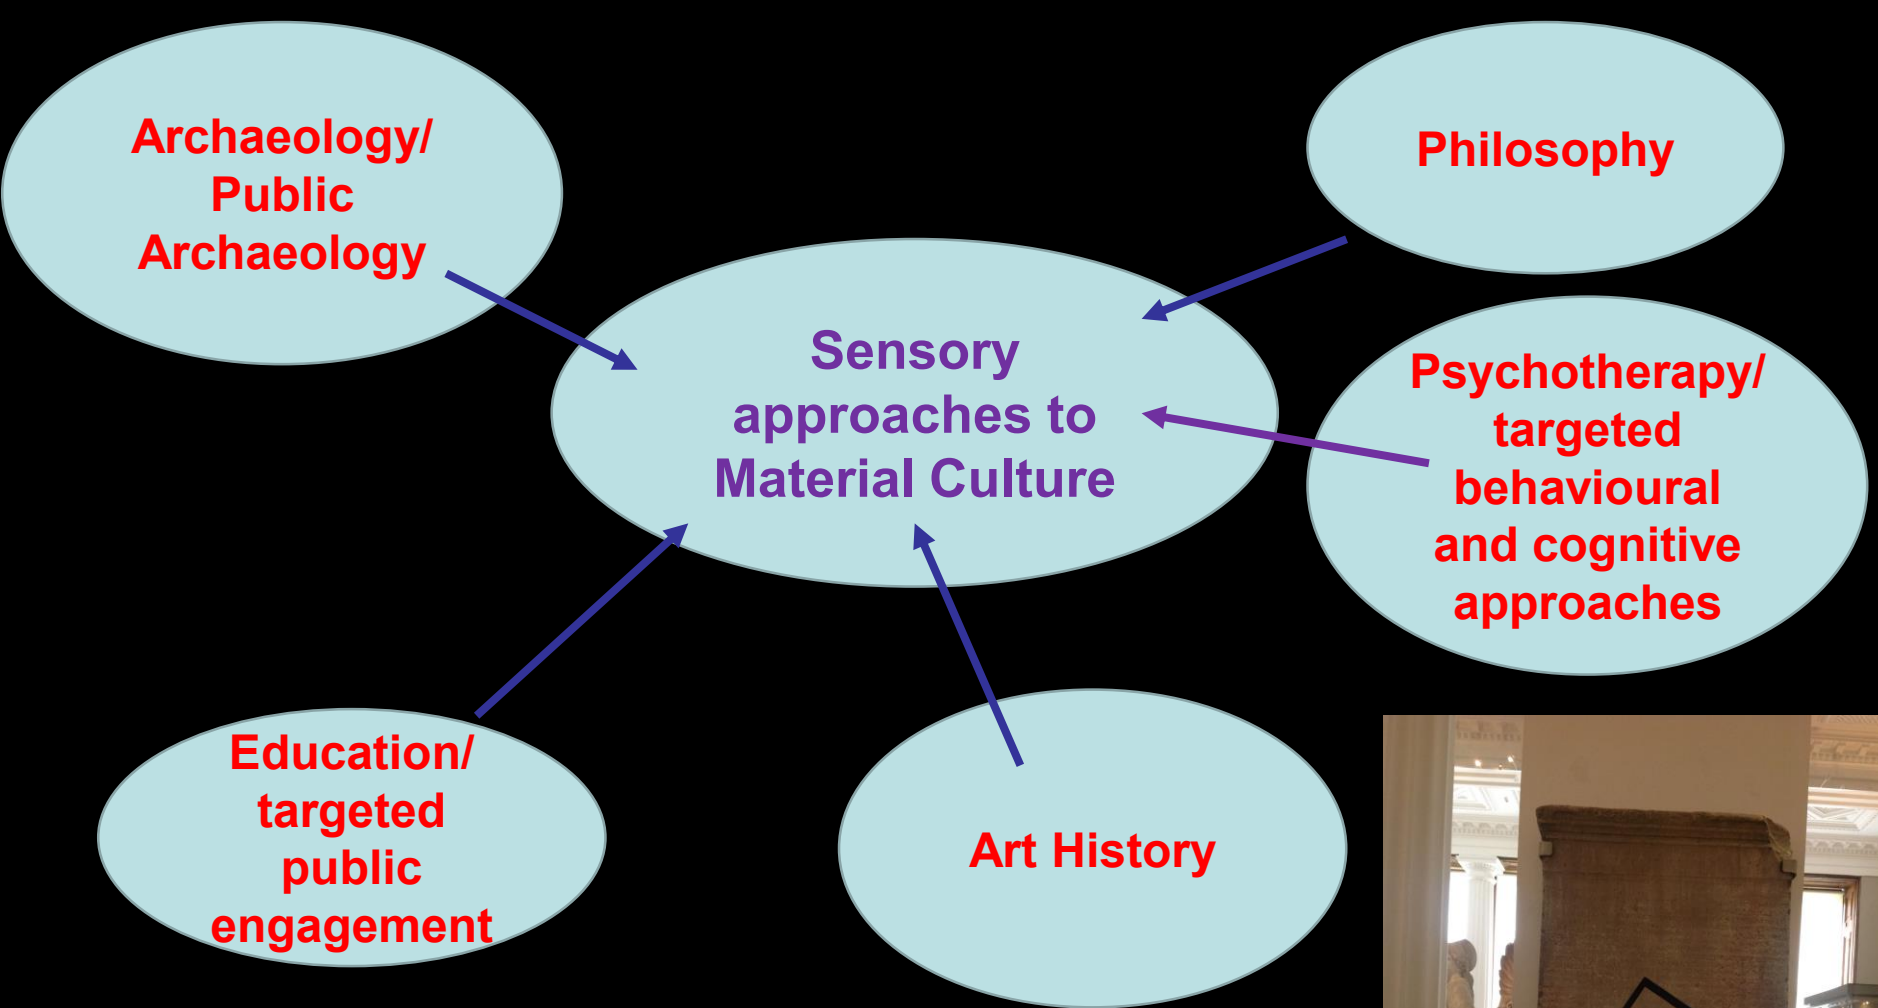 Archaeology/
Public
Archaeology
Philosophy
Sensory
approaches to
Material Culture
Psychotherapy/
targeted
behavioural
and cognitive
approaches
Education/
targeted
public
engagement
Art History